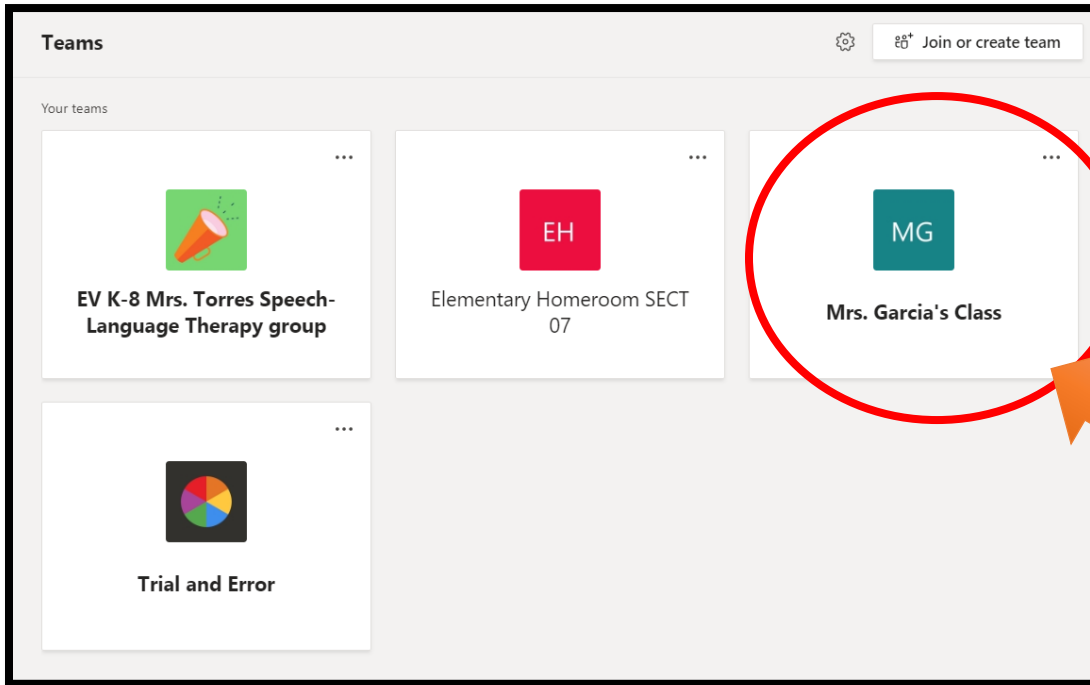 Teams
Join or create team
Your teams
EV K-8 Mrs. Torres Speech-
Language Therapy group
EH
Elementary Homeroom SECT
07
MG
Mrs. Garcia's Class
Trial and Error